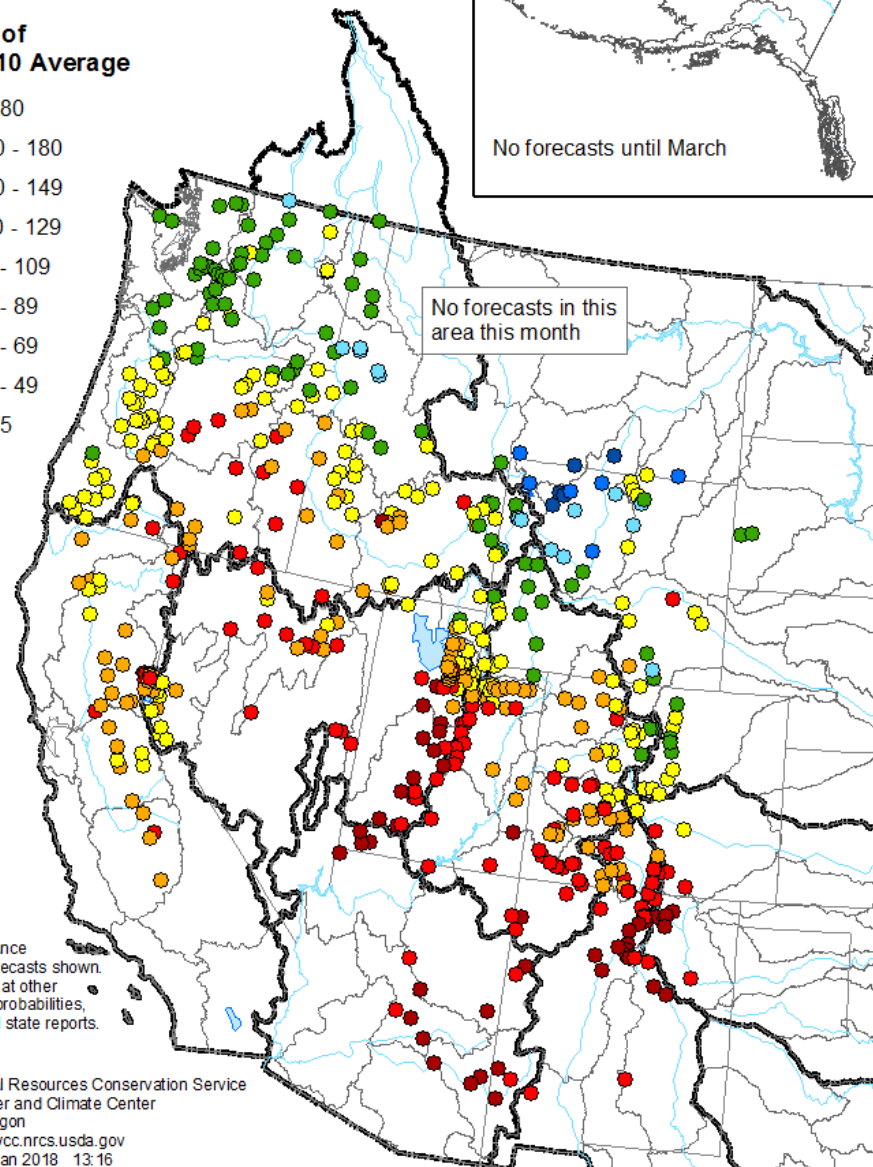 of
10 Average
80
0 - 180
0 - 149
0 - 129
- 109
- 89
- 69
- 49
5
No forecasts until March
No forecasts in this
area this month
ance
ecasts shown.
at other
probabilities,
state reports.
l Resources Conservation Service
er and Climate Center
gon
cc.nrcs.usda.gov
an 2018 13:16